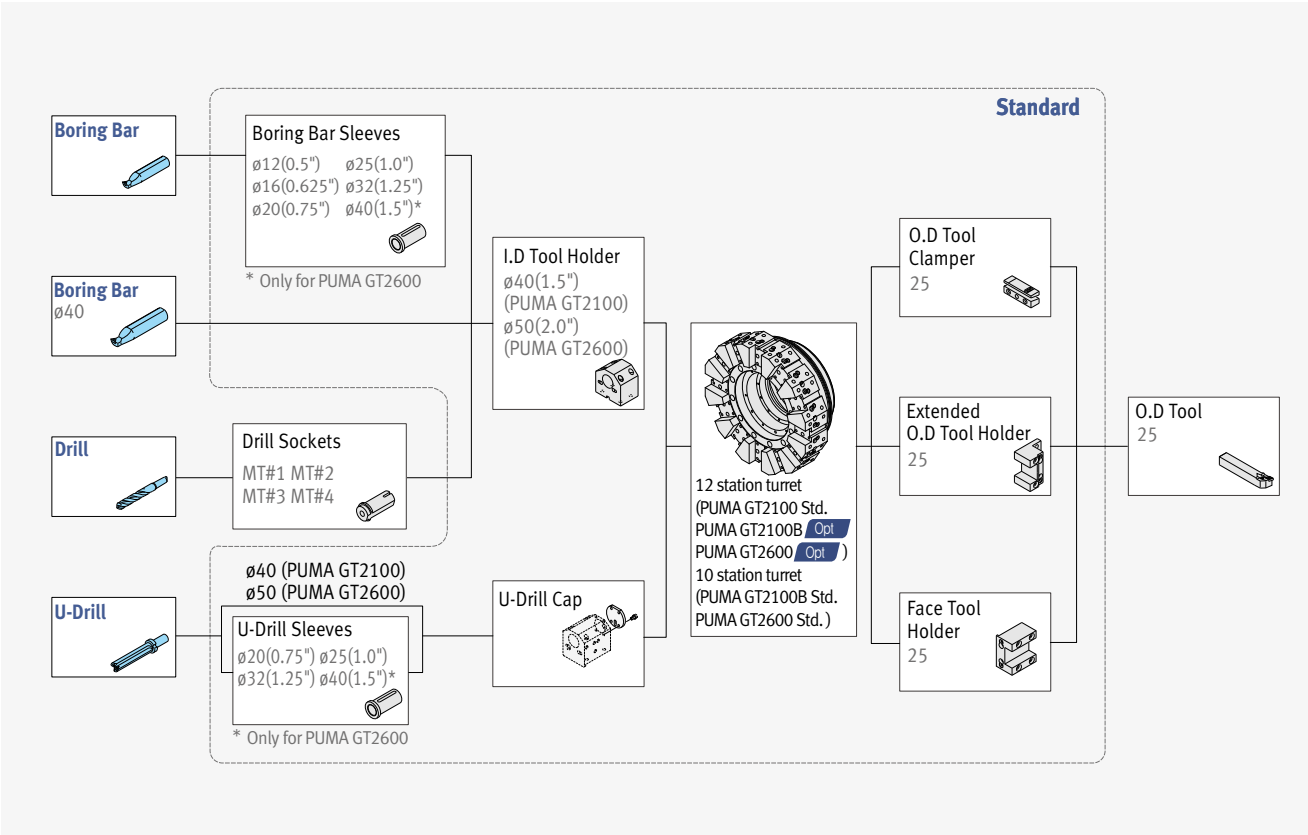 Standard
Boring Bar
Boring Bar Sleeves
ø12(0.5") ø25(1.0")
ø16(0.625") ø32(1.25")
ø20(0.75") ø40(1.5")*
* Only for PUMA GT2600
Boring Bar
ø40
I.D Tool Holder
ø40(1.5")
(PUMA GT2100)
ø50(2.0")
(PUMA GT2600)
Drill
Drill Sockets
MT#1 MT#2
MT#3 MT#4
ø40 (PUMA GT2100)
ø50 (PUMA GT2600)
U-Drill
U-Drill Sleeves
ø20(0.75") ø25(1.0")
ø32(1.25") ø40(1.5")*
* Only for PUMA GT2600
U-Drill Cap
12 station turret
(PUMA GT2100 Std.
PUMA GT2100B Opt
PUMA GT2600 Opt )
10 station turret
(PUMA GT2100B Std.
PUMA GT2600 Std. )
O.D Tool
Clamper
25
Extended
O.D Tool Holder
25
Face Tool
Holder
25
O.D Tool
25